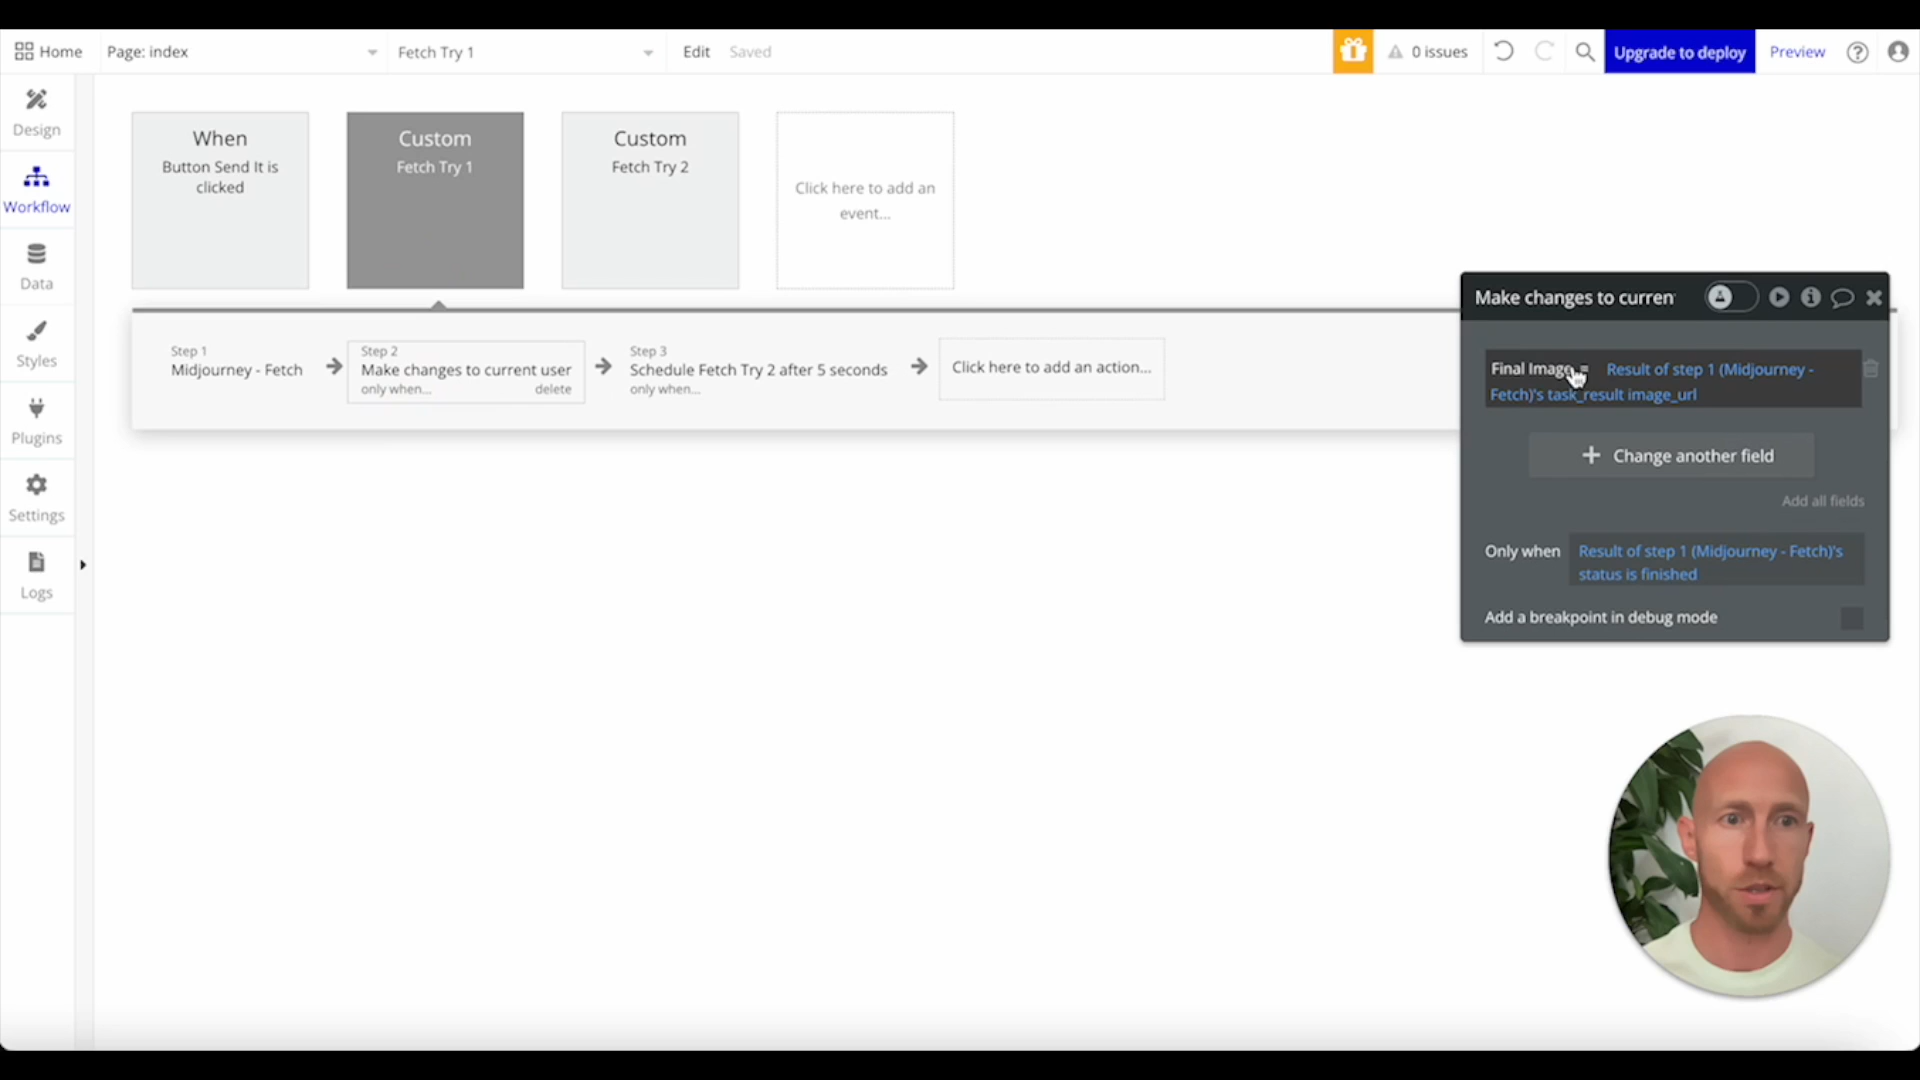 Home
Page: index
Fetch Try 1
Edit
Saved
0 issues
Upgrade to deploy
Preview
Design
Workflow
Data
Styles
Plugins
Settings
Logs
When
Button Send It is
clicked
Custom
Fetch Try 1
Custom
Fetch Try 2
Click here to add an
event...
Step 1
Midjourney - Fetch
Step 2
Make changes to current user
only when...
delete
Step 3
Schedule Fetch Try 2 after 5 seconds
only when...
Click here to add an action...
Make changes to curren
Final Image = Result of step 1 (Midjourney -
Fetch)'s task_result image_url
+ Change another field
Add all fields
Only when
Result of step 1 (Midjourney - Fetch)'s
status is finished
Add a breakpoint in debug mode